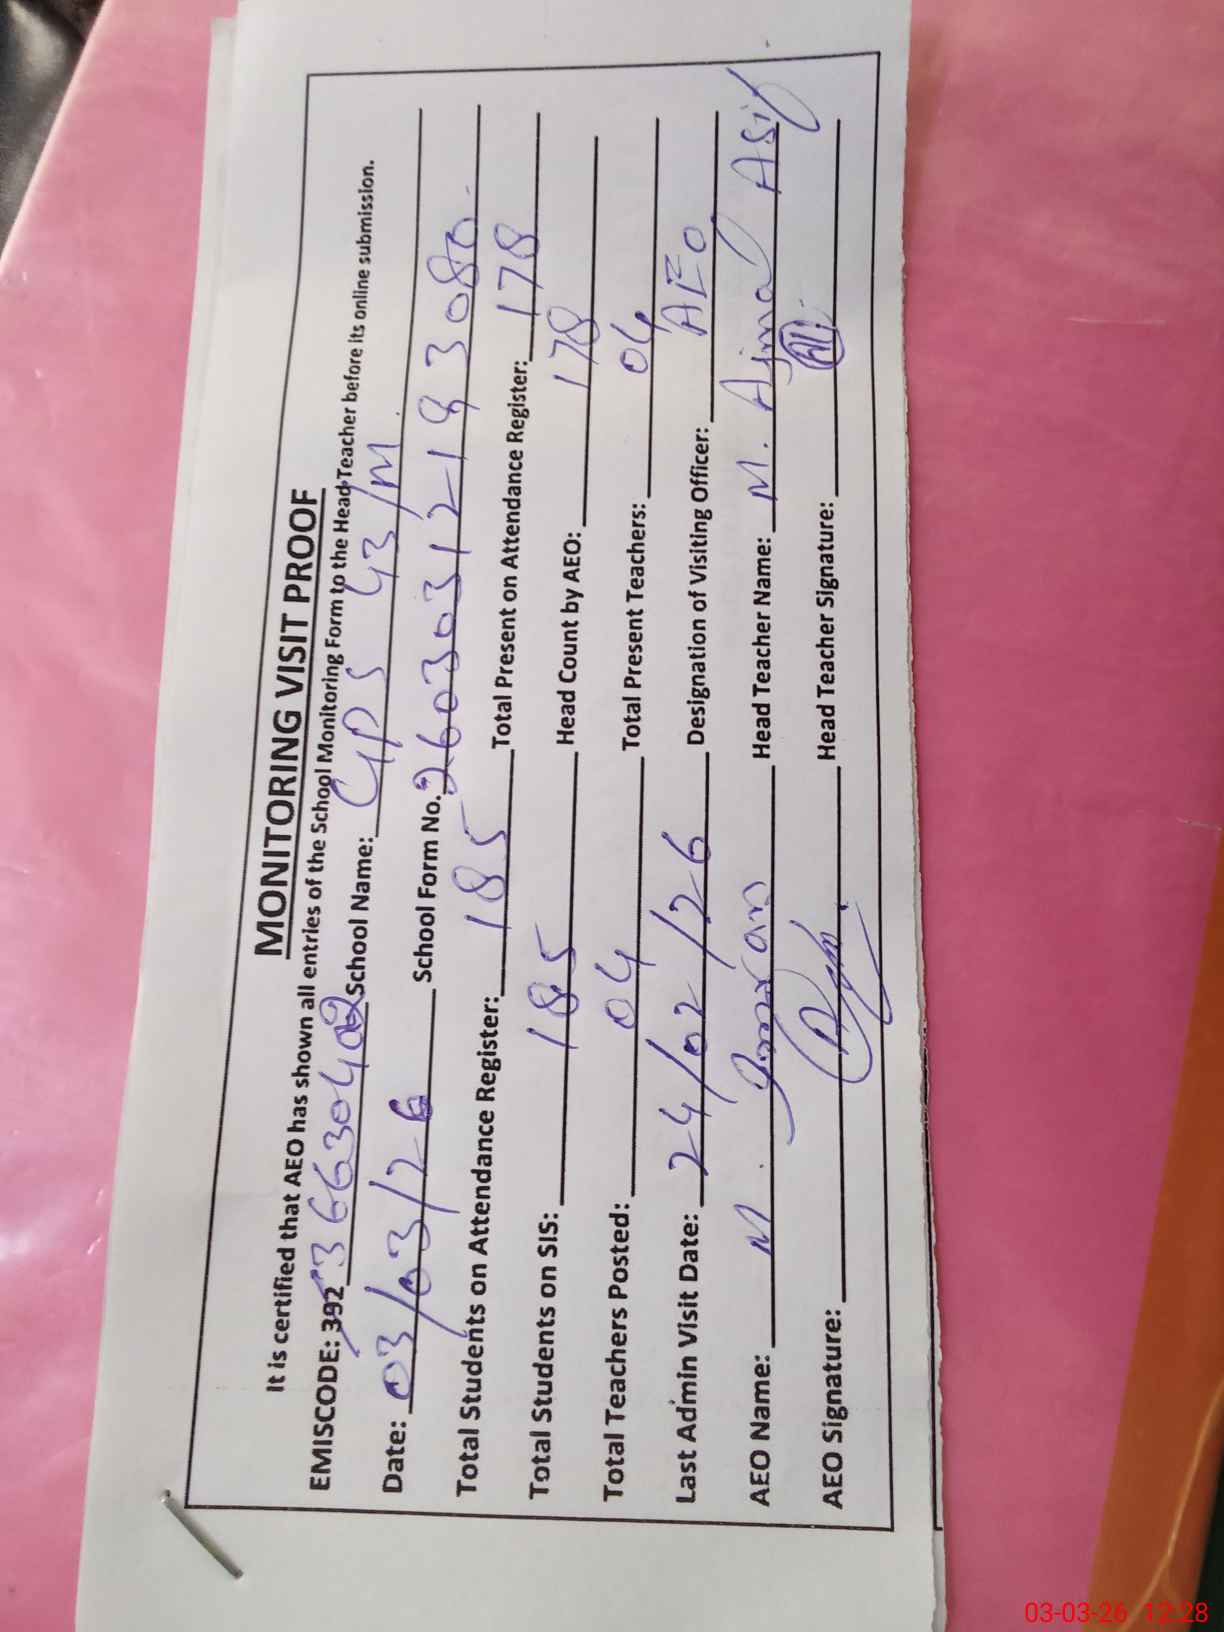 MONITORING VISIT PROOF
It is certified that AEO has shown all entries of the School Monitoring Form to the Head Teacher before its online submission.
EMISCODE: 392 36630402 School Name: GPS 43/M.
Date: 03/03/26 School Form No. 2603031219 3080
Total Students on Attendance Register: 185 Total Present on Attendance Register: 178
Total Students on SIS: 185 Head Count by AEO: 178
Total Teachers Posted: 04 Total Present Teachers: 04
Last Admin Visit Date: 24/02/26 Designation of Visiting Officer: AEO
AEO Name: M. Imran Head Teacher Name: M. Ajmal Asif
AEO Signature: Head Teacher Signature:
03-03-26 12:28